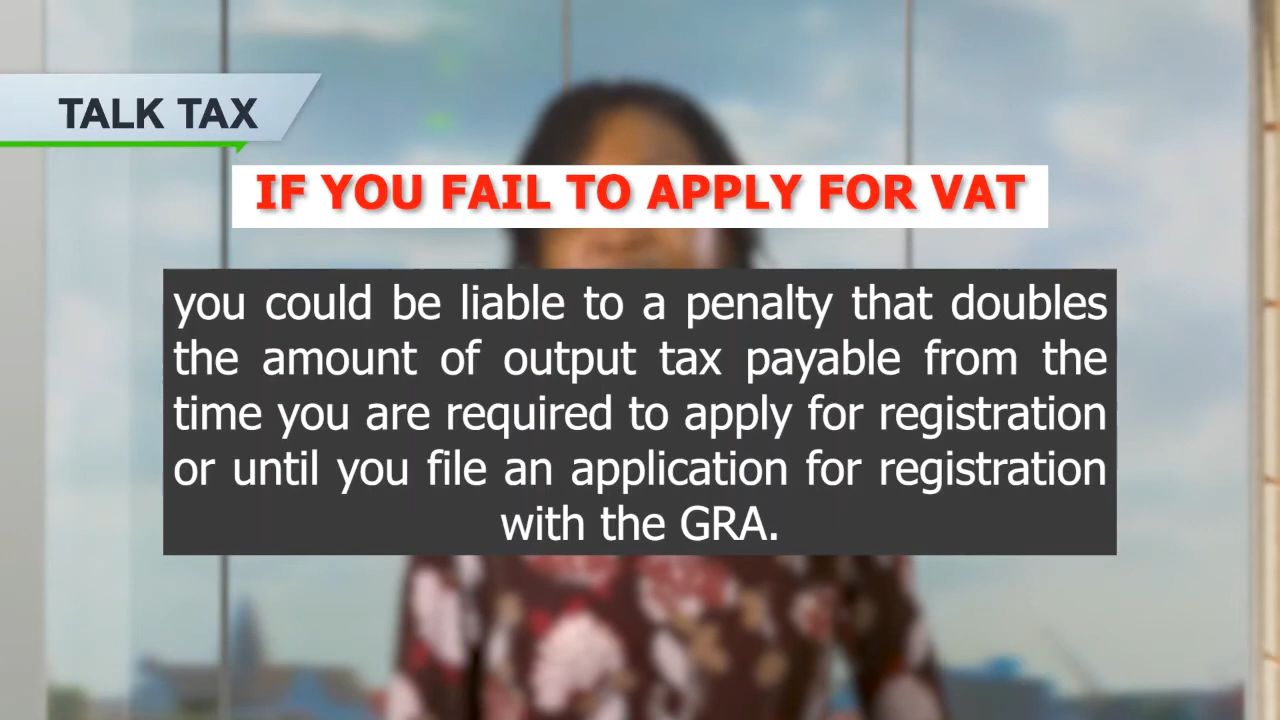 TALK TAX
IF YOU FAIL TO APPLY FOR VAT
you could be liable to a penalty that doubles
the amount of output tax payable from the
time you are required to apply for registration
or until you file an application for registration
with the GRA.